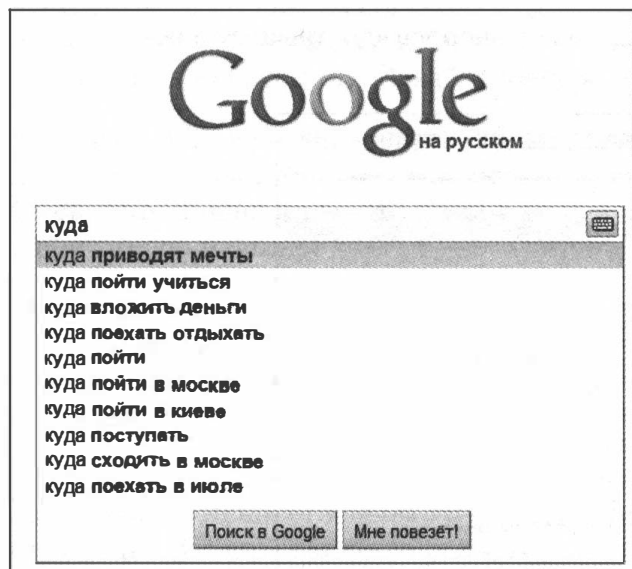 Google
на русском
куда
куда приводят мечты
куда пойти учиться
куда вложить деньги
куда поехать отдыхать
куда пойти
куда пойти в москве
куда пойти в киеве
куда поступать
куда сходить в москве
куда поехать в июле
Поиск в Google Мне повезёт!